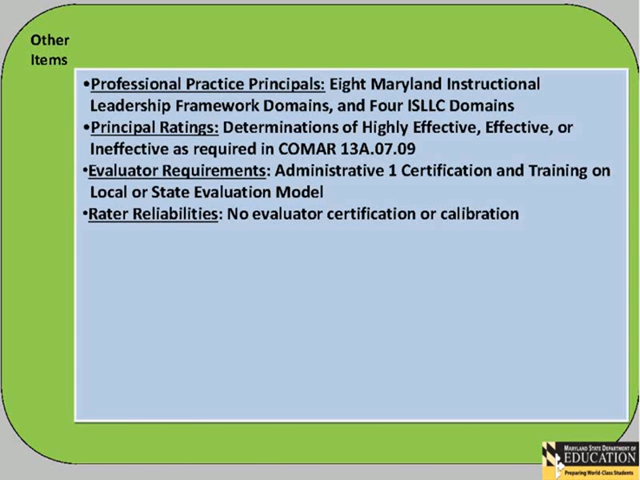 Other
Items
•Professional Practice Principals: Eight Maryland Instructional
Leadership Framework Domains, and Four ISLLC Domains
•Principal Ratings: Determinations of Highly Effective, Effective, or
Ineffective as required in COMAR 13A.07.09
•Evaluator Requirements: Administrative 1 Certification and Training on
Local or State Evaluation Model
•Rater Reliabilities: No evaluator certification or calibration
MARYLAND STATE DEPARTMENT OF
EDUCATION
Preparing World-Class Students